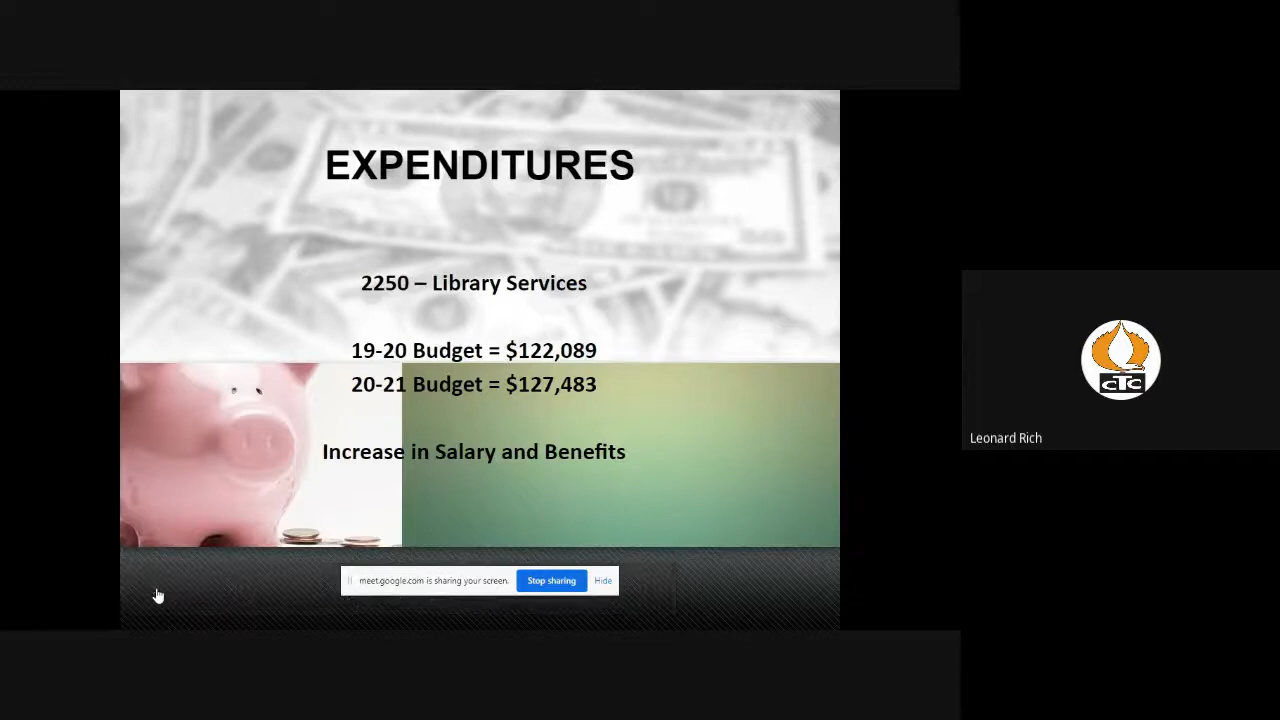 EXPENDITURES
2250 – Library Services
19-20 Budget = $122,089
20-21 Budget = $127,483
Increase in Salary and Benefits
meet.google.com is sharing your screen. Stop sharing Hide
CTC
Leonard Rich